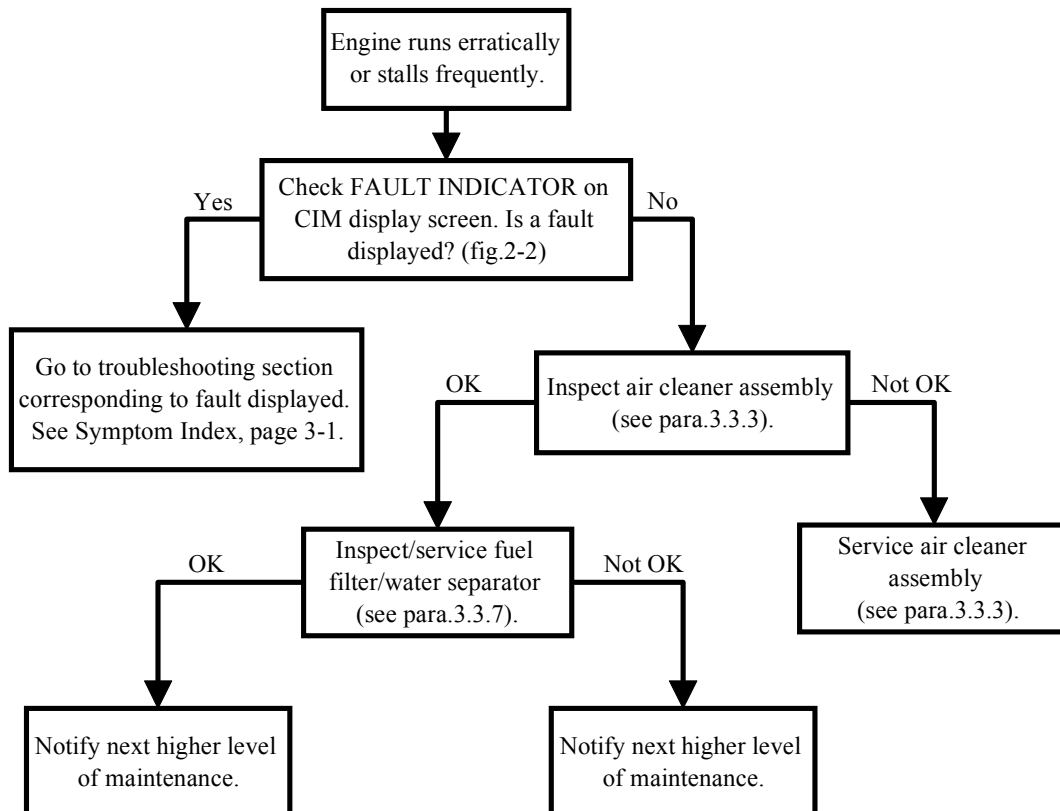 Engine runs erratically
or stalls frequently.
Check FAULT INDICATOR on
CIM display screen. Is a fault
displayed? (fig.2-2)
Yes
No
Go to troubleshooting section
corresponding to fault displayed.
See Symptom Index, page 3-1.
OK
Inspect air cleaner assembly
(see para.3.3.3).
Not OK
OK
Inspect/service fuel
filter/water separator
(see para.3.3.7).
Not OK
Service air cleaner
assembly
(see para.3.3.3).
Notify next higher level
of maintenance.
Notify next higher level
of maintenance.